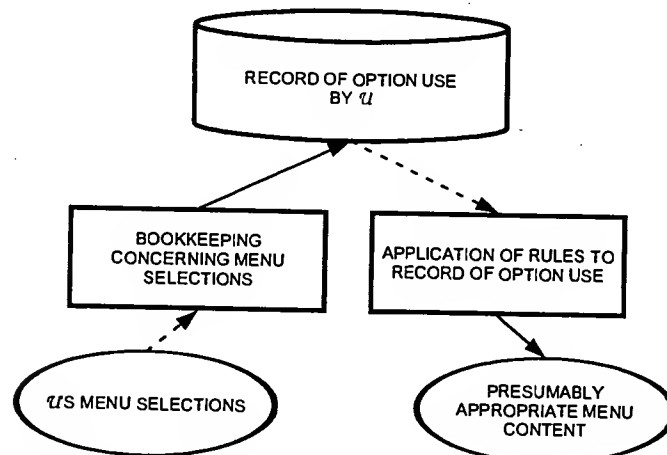 RECORD OF OPTION USE
BY 𝒰
BOOKKEEPING
CONCERNING MENU
SELECTIONS
APPLICATION OF RULES TO
RECORD OF OPTION USE
𝒰'S MENU SELECTIONS
PRESUMABLY
APPROPRIATE MENU
CONTENT